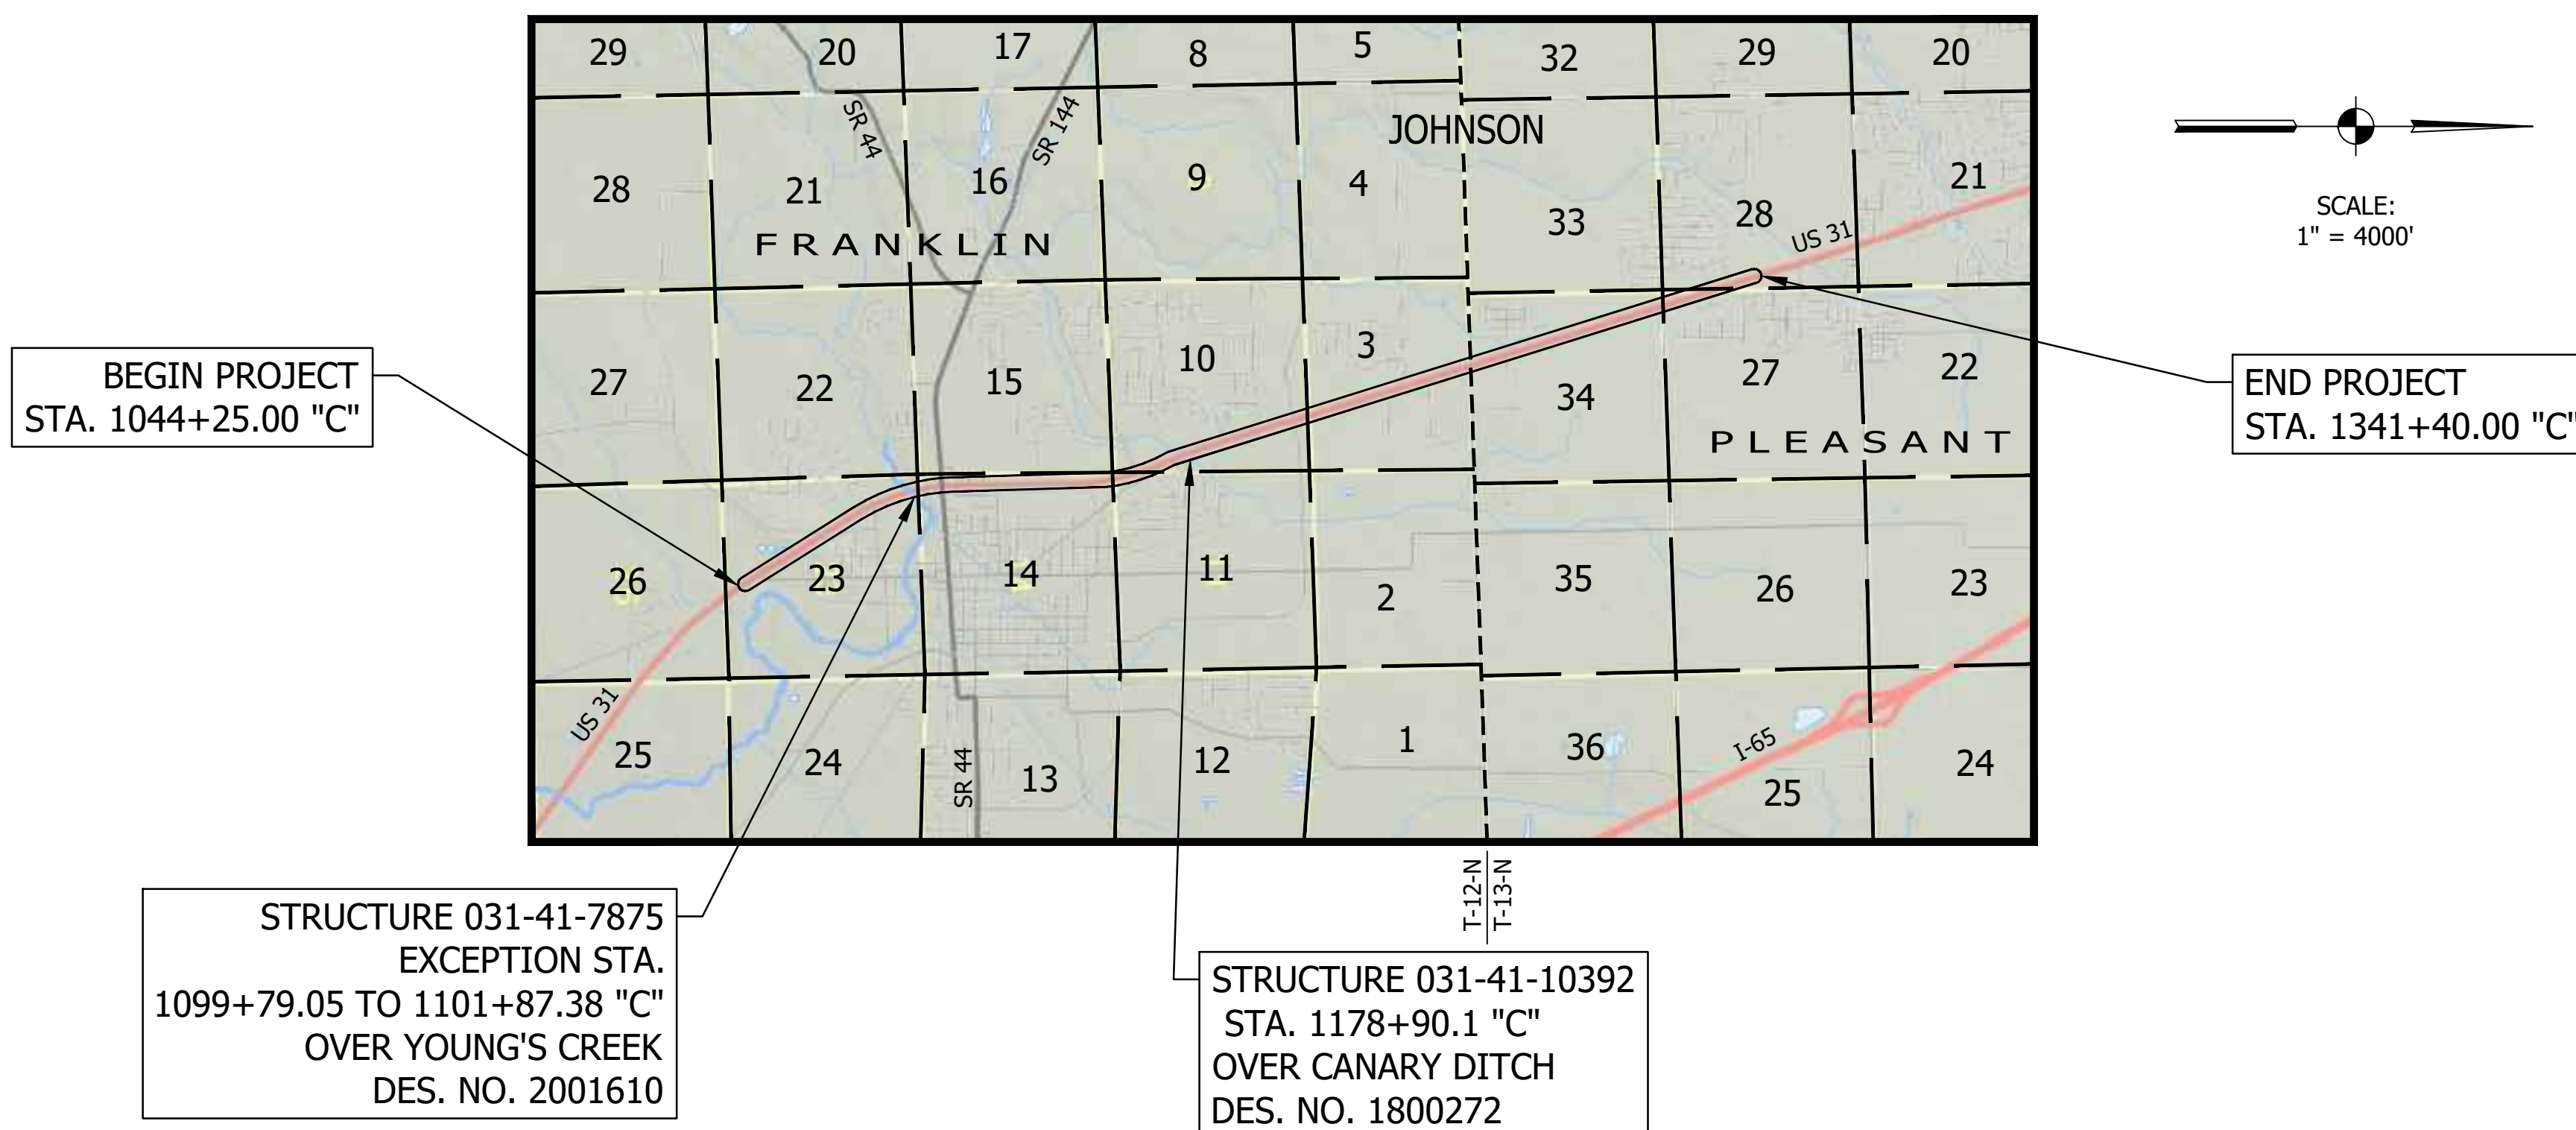 29
20
17
8
5
32
29
20
SR 44
SR 144
JOHNSON
28
21
16
9
4
33
28
21
FRANKLIN
US 31
SCALE:
1" = 4000'
BEGIN PROJECT
STA. 1044+25.00 "C"
27
22
15
10
3
34
27
22
END PROJECT
STA. 1341+40.00 "C"
PLEASANT
26
23
14
11
2
35
26
23
US 31
25
24
SR 44
13
12
1
36
I-65
25
24
T-12-N
T-13-N
STRUCTURE 031-41-7875
EXCEPTION STA.
1099+79.05 TO 1101+87.38 "C"
OVER YOUNG'S CREEK
DES. NO. 2001610
STRUCTURE 031-41-10392
STA. 1178+90.1 "C"
OVER CANARY DITCH
DES. NO. 1800272